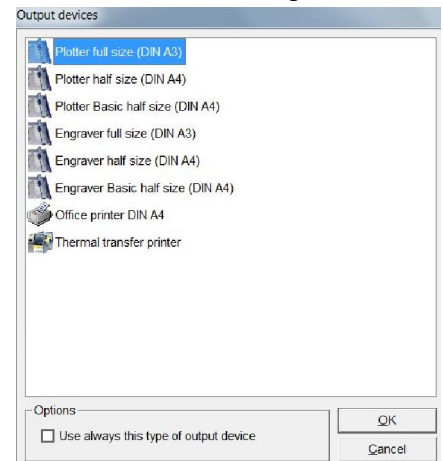 Output devices
Plotter full size (DIN A3)
Plotter half size (DIN A4)
Plotter Basic half size (DIN A4)
Engraver full size (DIN A3)
Engraver half size (DIN A4)
Engraver Basic half size (DIN A4)
Office printer DIN A4
Thermal transfer printer
Options
Use always this type of output device
OK
Cancel